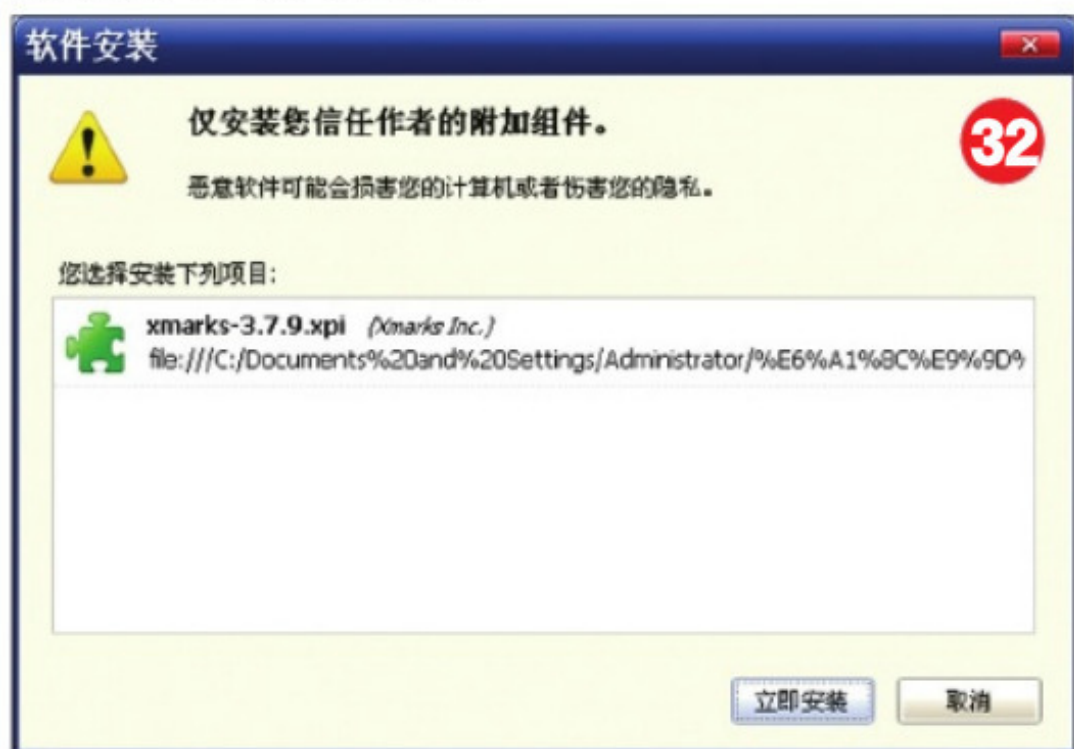 软件安装
仅安装您信任作者的附加组件。
32
恶意软件可能会损害您的计算机或者伤害您的隐私。
您选择安装下列项目:
xmarks-3.7.9.xpi (Xmarks Inc.)
file:///C:/Documents%20and%20Settings/Administrator/%E6%A1%8C%E9%9D%
立即安装 取消